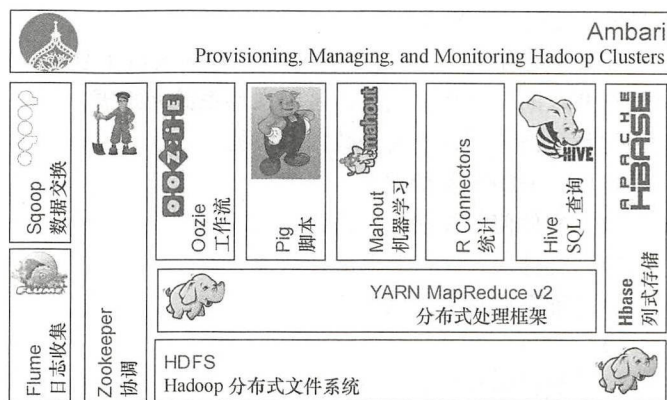 Ambari
Provisioning, Managing, and Monitoring Hadoop Clusters
sqoop
Sqoop
数据交换
FLUME
Flume
日志收集
Zookeeper
协调
OOZIE
Oozie
工作流
Pig
脚本
mahout
Mahout
机器学习
R Connectors
统计
HIVE
Hive
SQL 查询
APACHE
HBASE
Hbase
列式存储
YARN MapReduce v2
分布式处理框架
HDFS
Hadoop 分布式文件系统